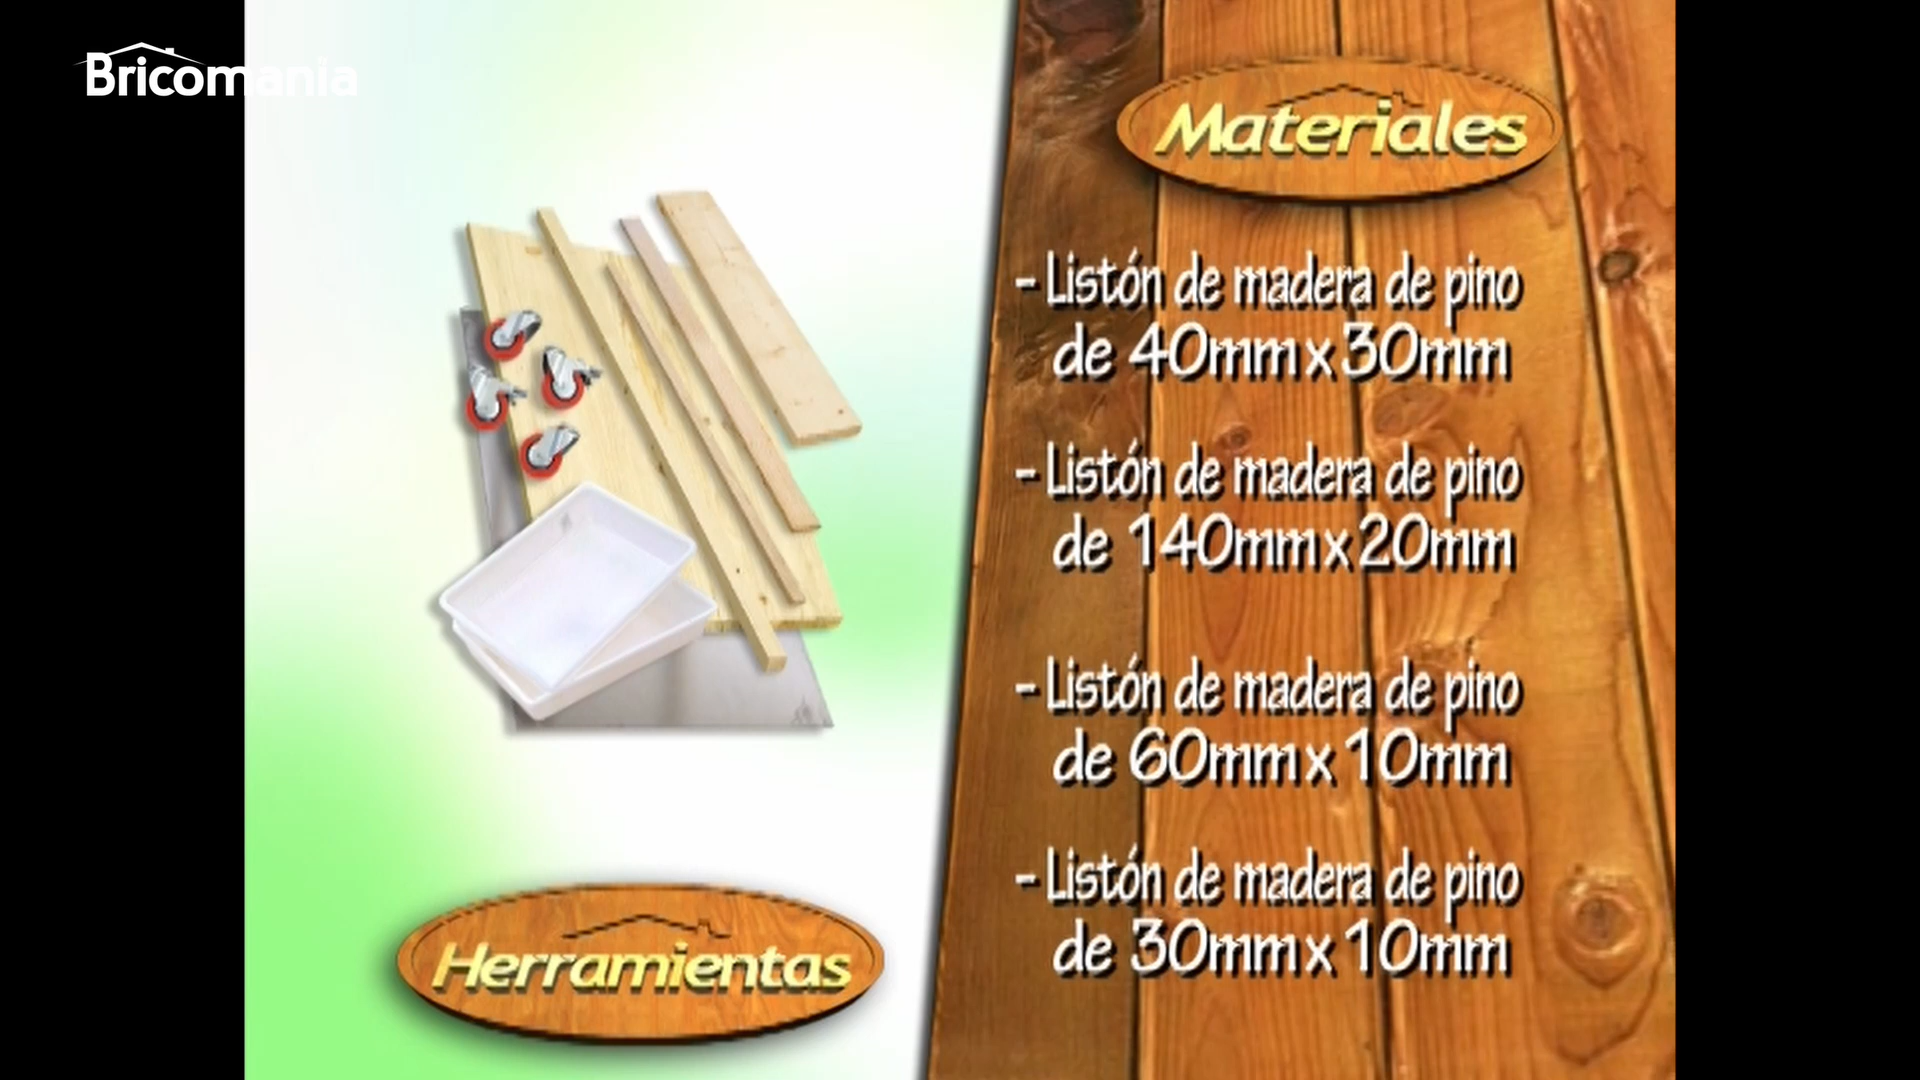 Bricomania
Materiales
- Listón de madera de pino
de 40mm x 30mm
- Listón de madera de pino
de 140mm x 20mm
- Listón de madera de pino
de 60mm x 10mm
- Listón de madera de pino
de 30mm x 10mm
Herramientas